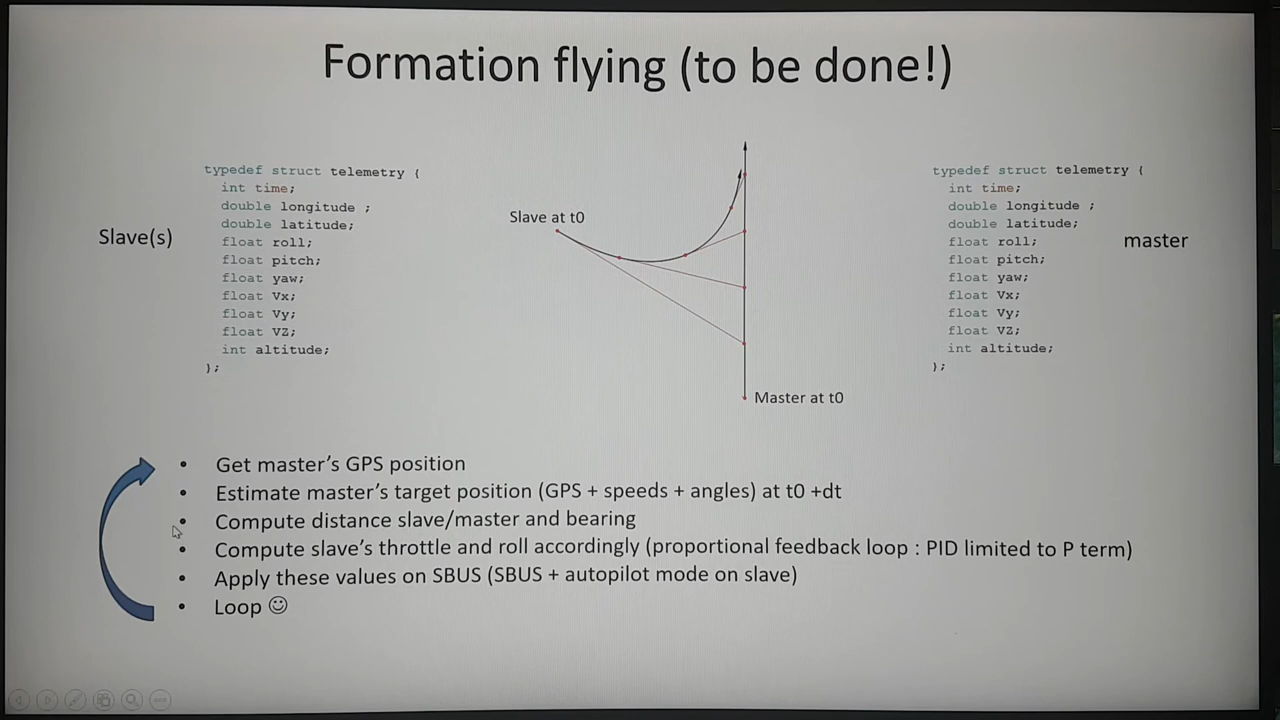 Formation flying (to be done!)
Slave(s)
typedef struct telemetry {
int time;
double longitude ;
double latitude;
float roll;
float pitch;
float yaw;
float Vx;
float Vy;
float VZ;
int altitude;
};
Slave at t0
Master at t0
typedef struct telemetry {
int time;
double longitude ;
double latitude;
float roll;
float pitch;
float yaw;
float Vx;
float Vy;
float VZ;
int altitude;
};
master
• Get master’s GPS position
• Estimate master’s target position (GPS + speeds + angles) at t0 +dt
• Compute distance slave/master and bearing
• Compute slave’s throttle and roll accordingly (proportional feedback loop : PID limited to P term)
• Apply these values on SBUS (SBUS + autopilot mode on slave)
• Loop ☺